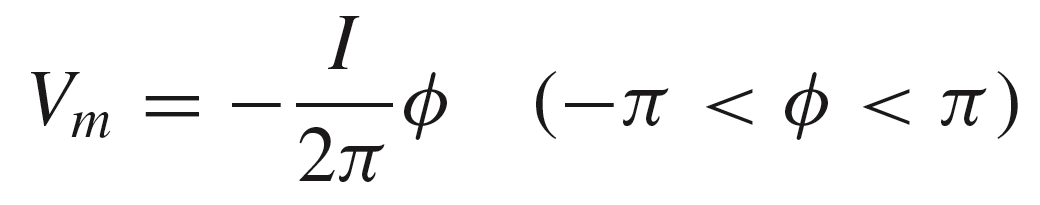 V_m = -\frac{I}{2\pi}\phi \quad (-\pi < \phi < \pi)